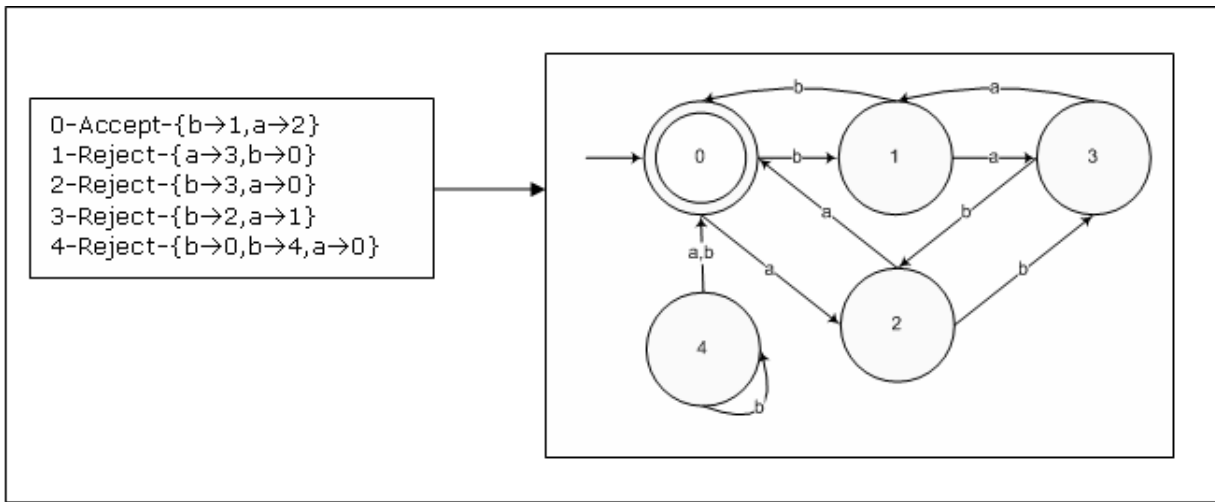 0-Accept-{b→1,a→2}
1-Reject-{a→3,b→0}
2-Reject-{b→3,a→0}
3-Reject-{b→2,a→1}
4-Reject-{b→0,b→4,a→0}
b
a
0
b
1
a
3
a
b
a,b
a
b
2
4
b